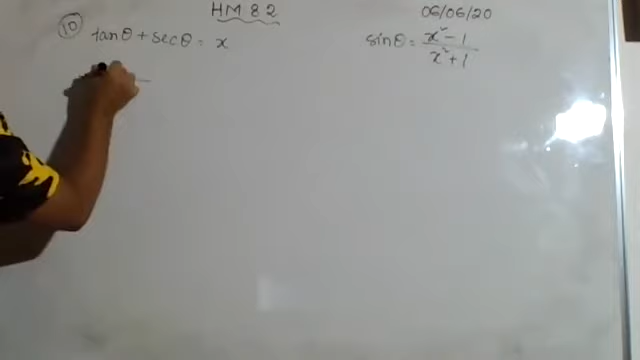 HM 82
06/06/20
10 tanθ + secθ = x
sinθ = x² - 1 / x² + 1